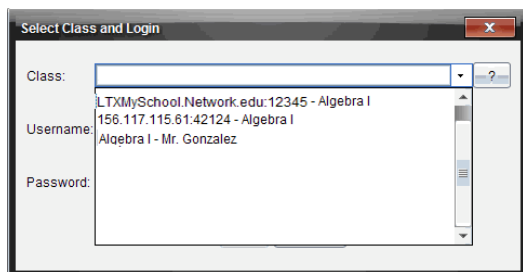 Select Class and Login
Class:
-?-
LTXMySchool.Network.edu:12345 - Algebra I
156.117.115.61:42124 - Algebra I
Username:
Algebra I - Mr. Gonzalez
Password: